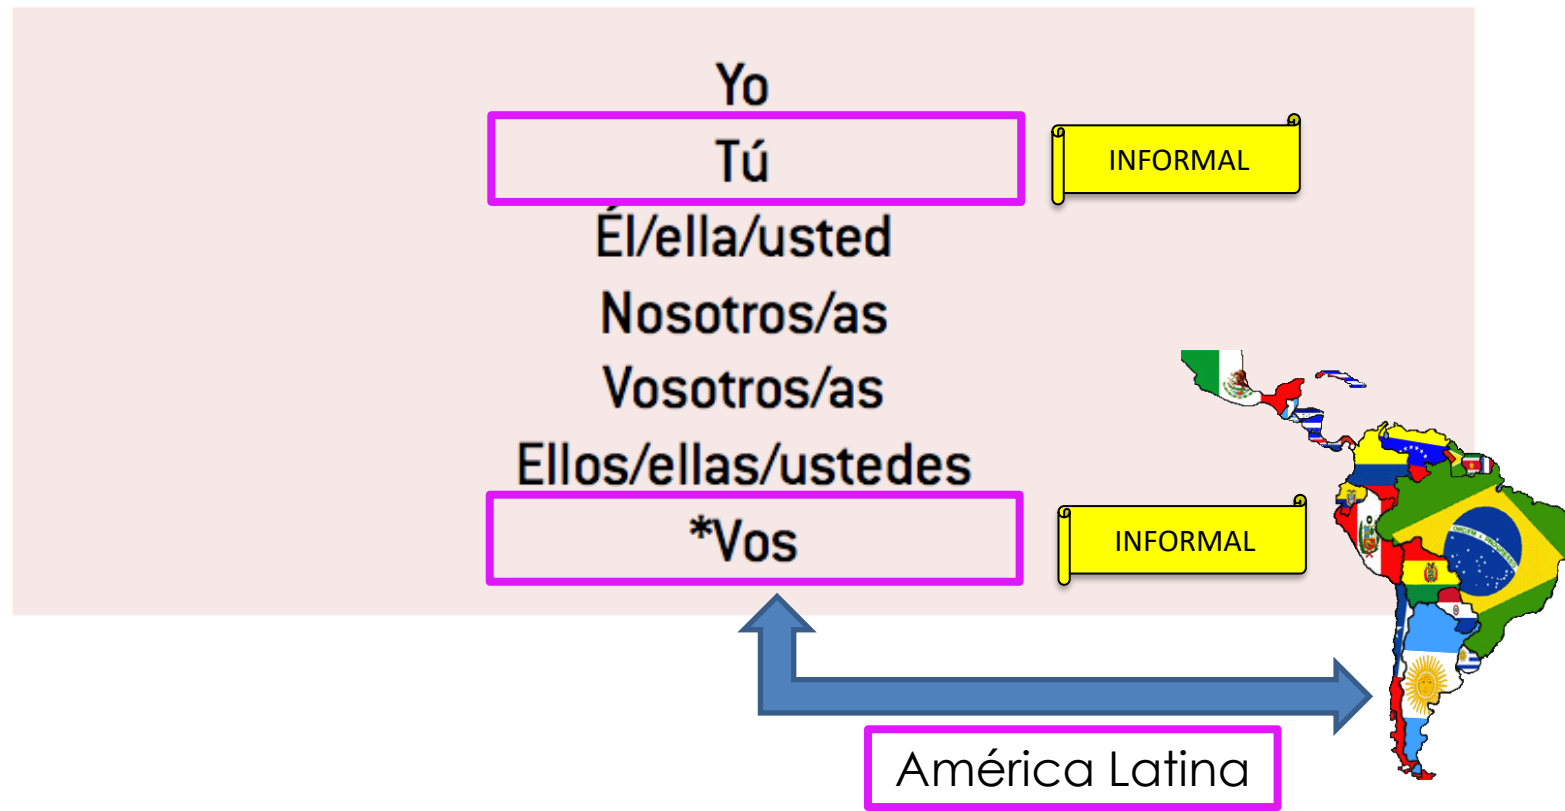 Yo
Tú
INFORMAL
Él/ella/usted
Nosotros/as
Vosotros/as
Ellos/ellas/ustedes
*Vos
INFORMAL
América Latina